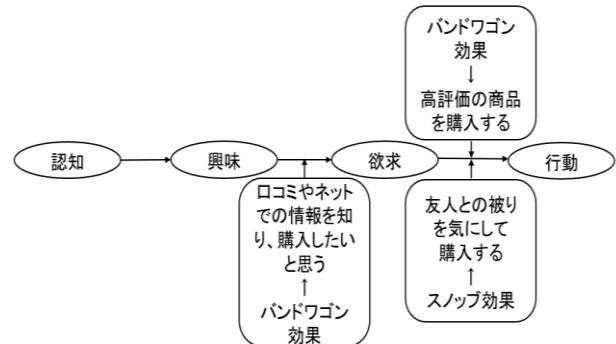 バンドワゴン
効果
↓
高評価の商品
を購入する
認知
興味
欲求
行動
口コミやネット
での情報を知
り、購入したい
と思う
↑
バンドワゴン
効果
友人との被り
を気にして
購入する
↑
スノッブ効果